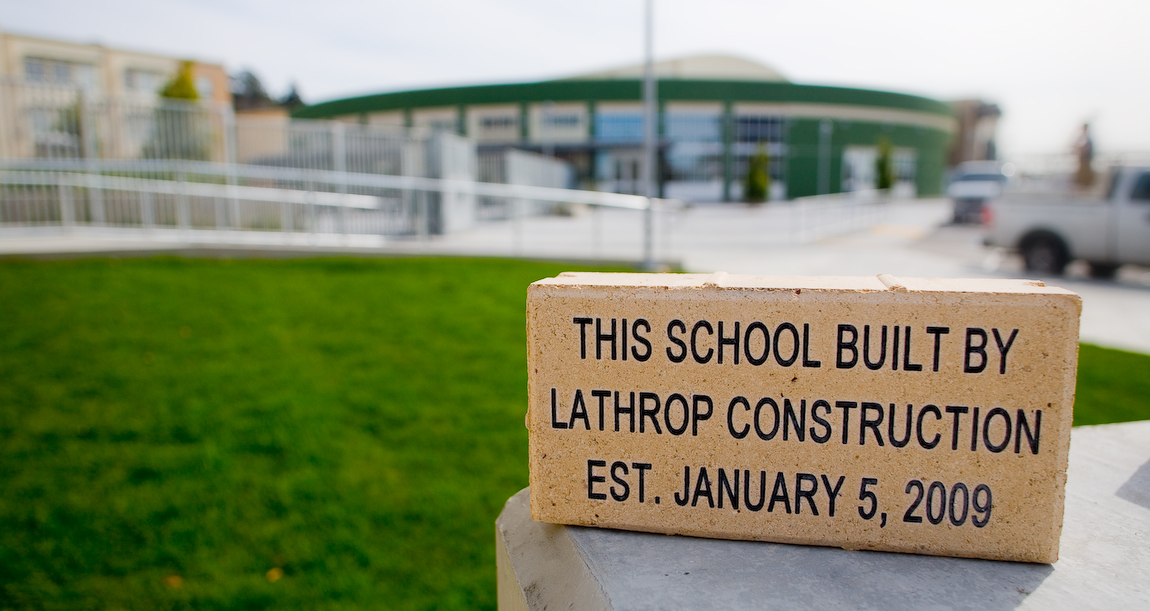 THIS SCHOOL BUILT BY
LATHROP CONSTRUCTION
EST. JANUARY 5, 2009